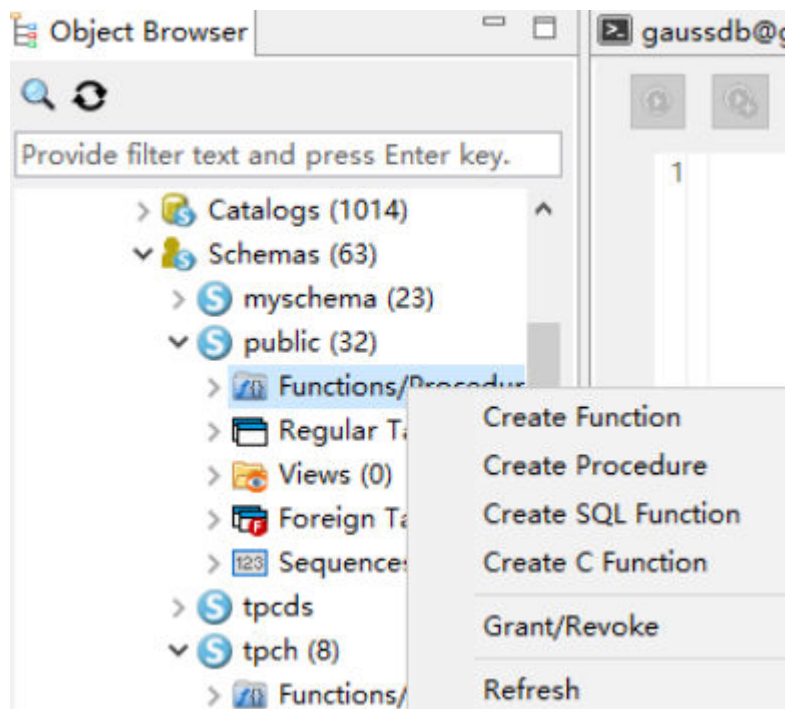 Object Browser
gaussdb@g
Provide filter text and press Enter key.
1
Catalogs (1014)
Schemas (63)
myschema (23)
public (32)
Functions/Procedur
Create Function
Regular Ta
Create Procedure
Views (0)
Create SQL Function
Foreign Ta
Create C Function
123 Sequences
tpcds
Grant/Revoke
tpch (8)
Functions/
Refresh